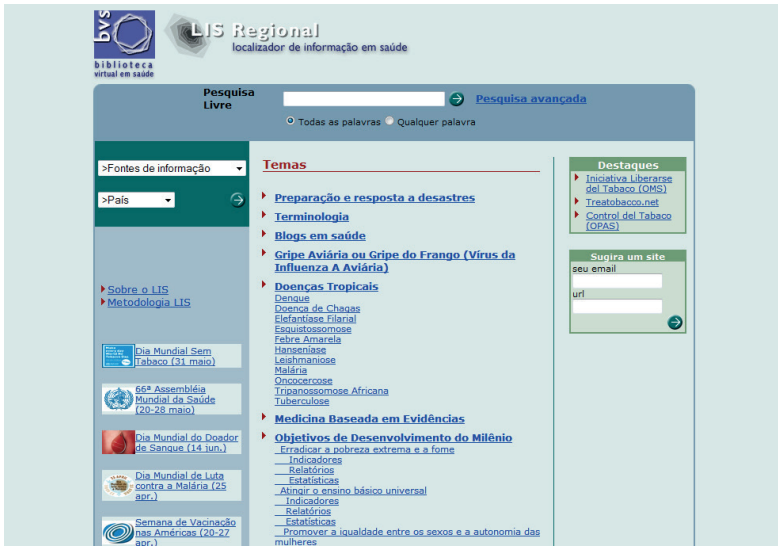 bvs
biblioteca
virtual em saúde
LIS Regional
localizador de informação em saúde
Pesquisa
Livre
Pesquisa avançada
Todas as palavras Qualquer palavra
>Fontes de informação
>País
Sobre o LIS
Metodologia LIS
Dia Mundial Sem
Tabaco (31 maio)
66ª Assembléia
Mundial da Saúde
(20-28 maio)
Dia Mundial do Doador
de Sangue (14 jun.)
Dia Mundial de Luta
contra a Malária (25
apr.)
Semana de Vacinação
nas Américas (20-27
apr.)
Temas
Preparação e resposta a desastres
Terminologia
Blogs em saúde
Gripe Aviária ou Gripe do Frango (Vírus da
Influenza A Aviária)
Doenças Tropicais
Dengue
Doença de Chagas
Elefantíase Filarial
Esquistossomose
Febre Amarela
Hanseníase
Leishmaniose
Malária
Oncocercose
Tripanossomose Africana
Tuberculose
Medicina Baseada em Evidências
Objetivos de Desenvolvimento do Milênio
Erradicar a pobreza extrema e a fome
Indicadores
Relatórios
Estatísticas
Atingir o ensino básico universal
Indicadores
Relatórios
Estatísticas
Promover a igualdade entre os sexos e a autonomia das
mulheres
Destaques
Iniciativa Liberarse
del Tabaco (OMS)
Treatobacco.net
Control del Tabaco
(OPAS)
Sugira um site
seu email
url